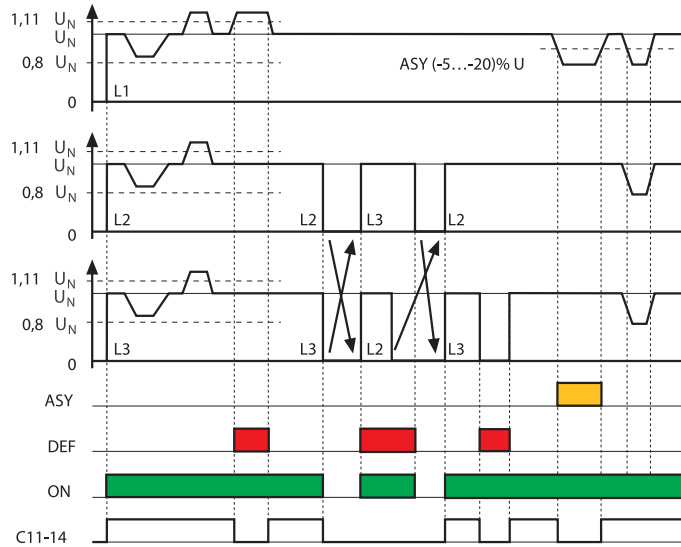 1,11 U_N
U_N
0,8 U_N
ASY (-5...-20)% U
0
L1
1,11 U_N
U_N
0,8 U_N
L2 L2 L3 L2
0
1,11 U_N
U_N
0,8 U_N
L3 L3 L2 L3
0
ASY
DEF
ON
C11-14